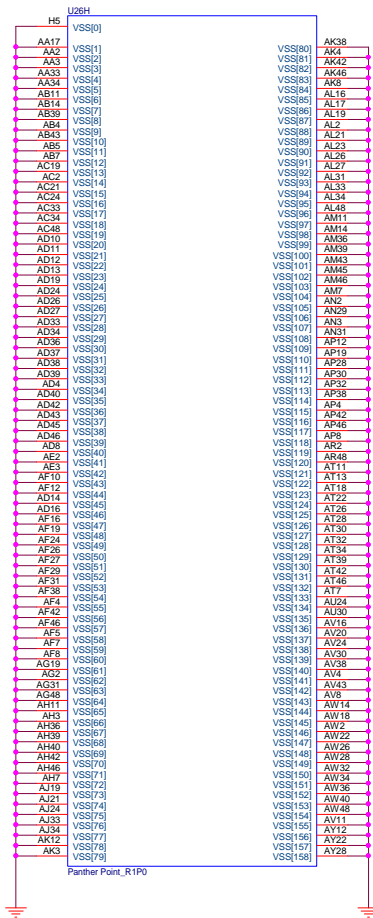 U26H
H5 VSS[0]
AA17 VSS[1] VSS[80] AK38
AA2 VSS[2] VSS[81] AK4
AA3 VSS[3] VSS[82] AK42
AA33 VSS[4] VSS[83] AK46
AA34 VSS[5] VSS[84] AK8
AB11 VSS[6] VSS[85] AL16
AB14 VSS[7] VSS[86] AL17
AB39 VSS[8] VSS[87] AL19
AB4 VSS[9] VSS[88] AL2
AB43 VSS[10] VSS[89] AL21
AB5 VSS[11] VSS[90] AL23
AB7 VSS[12] VSS[91] AL26
AC19 VSS[13] VSS[92] AL27
AC2 VSS[14] VSS[93] AL31
AC21 VSS[15] VSS[94] AL33
AC24 VSS[16] VSS[95] AL34
AC33 VSS[17] VSS[96] AL48
AC34 VSS[18] VSS[97] AM11
AC48 VSS[19] VSS[98] AM14
AD10 VSS[20] VSS[99] AM36
AD11 VSS[21] VSS[100] AM39
AD12 VSS[22] VSS[101] AM43
AD13 VSS[23] VSS[102] AM45
AD19 VSS[24] VSS[103] AM46
AD24 VSS[25] VSS[104] AM7
AD26 VSS[26] VSS[105] AN2
AD27 VSS[27] VSS[106] AN29
AD33 VSS[28] VSS[107] AN3
AD34 VSS[29] VSS[108] AN31
AD36 VSS[30] VSS[109] AP12
AD37 VSS[31] VSS[110] AP19
AD38 VSS[32] VSS[111] AP28
AD39 VSS[33] VSS[112] AP30
AD4 VSS[34] VSS[113] AP32
AD40 VSS[35] VSS[114] AP38
AD42 VSS[36] VSS[115] AP4
AD43 VSS[37] VSS[116] AP42
AD45 VSS[38] VSS[117] AP46
AD46 VSS[39] VSS[118] AP8
AD8 VSS[40] VSS[119] AR2
AE2 VSS[41] VSS[120] AR48
AE3 VSS[42] VSS[121] AT11
AF10 VSS[43] VSS[122] AT13
AF12 VSS[44] VSS[123] AT18
AD14 VSS[45] VSS[124] AT22
AD16 VSS[46] VSS[125] AT26
AF16 VSS[47] VSS[126] AT28
AF19 VSS[48] VSS[127] AT30
AF24 VSS[49] VSS[128] AT32
AF26 VSS[50] VSS[129] AT34
AF27 VSS[51] VSS[130] AT39
AF29 VSS[52] VSS[131] AT42
AF31 VSS[53] VSS[132] AT46
AF38 VSS[54] VSS[133] AT7
AF4 VSS[55] VSS[134] AU24
AF42 VSS[56] VSS[135] AU30
AF46 VSS[57] VSS[136] AV16
AF5 VSS[58] VSS[137] AV20
AF7 VSS[59] VSS[138] AV24
AF8 VSS[60] VSS[139] AV30
AG19 VSS[61] VSS[140] AV38
AG2 VSS[62] VSS[141] AV4
AG31 VSS[63] VSS[142] AV43
AG48 VSS[64] VSS[143] AV8
AH11 VSS[65] VSS[144] AW14
AH3 VSS[66] VSS[145] AW18
AH36 VSS[67] VSS[146] AW2
AH39 VSS[68] VSS[147] AW22
AH40 VSS[69] VSS[148] AW26
AH42 VSS[70] VSS[149] AW28
AH46 VSS[71] VSS[150] AW32
AH7 VSS[72] VSS[151] AW34
AJ19 VSS[73] VSS[152] AW36
AJ21 VSS[74] VSS[153] AW40
AJ24 VSS[75] VSS[154] AW48
AJ33 VSS[76] VSS[155] AV11
AJ34 VSS[77] VSS[156] AY12
AK12 VSS[78] VSS[157] AY22
AK3 VSS[79] VSS[158] AY28
Panther Point_R1P0